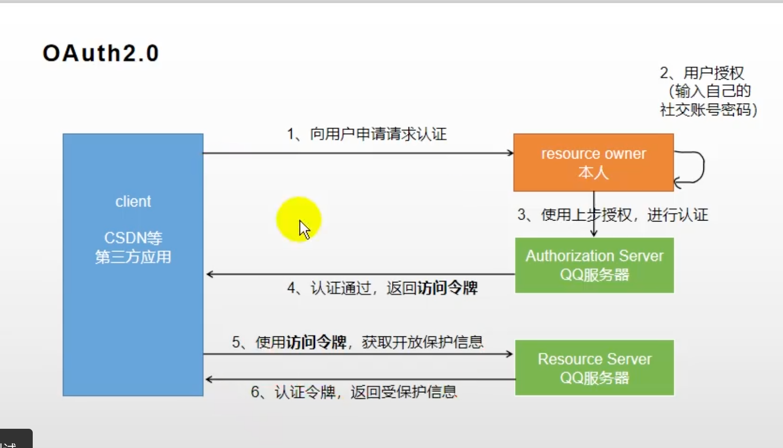 OAuth2.0
2、用户授权
（输入自己的
社交账号密码）
1、向用户申请请求认证
resource owner
本人
client
CSDN等
第三方应用
3、使用上步授权，进行认证
Authorization Server
QQ服务器
4、认证通过，返回访问令牌
5、使用访问令牌，获取开放保护信息
Resource Server
QQ服务器
6、认证令牌，返回受保护信息